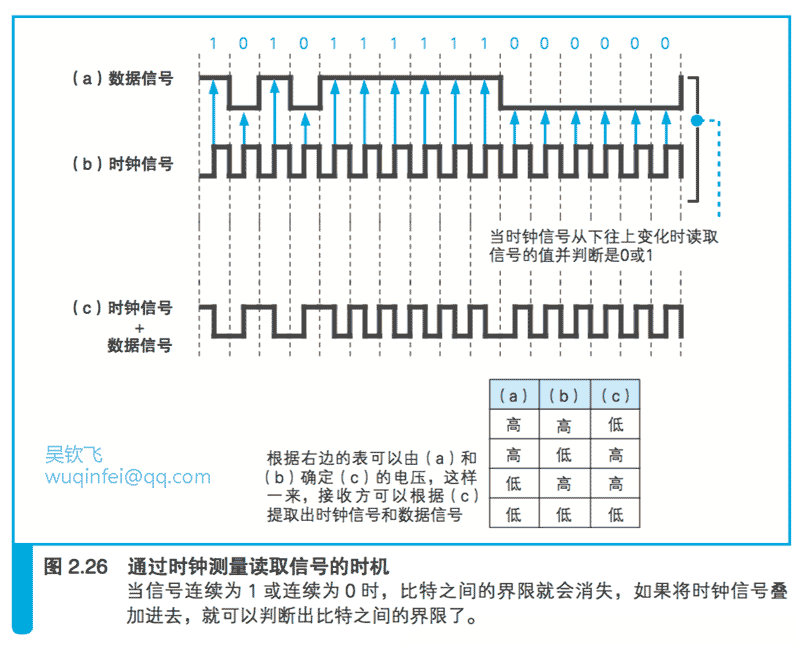 1 0 1 0 1 1 1 1 1 1 0 0 0 0 0 0
（a）数据信号
（b）时钟信号
当时钟信号从下往上变化时读取
信号的值并判断是0或1
（c）时钟信号
+
数据信号
（a） （b） （c）
高 高 低
高 低 高
低 高 高
低 低 低
吴钦飞
wuqinfei@qq.com
根据右边的表可以由（a）和
（b）确定（c）的电压，这样
一来，接收方可以根据（c）
提取出时钟信号和数据信号
图 2.26 通过时钟测量读取信号的时机
当信号连续为 1 或连续为 0 时，比特之间的界限就会消失，如果将时钟信号叠
加进去，就可以判断出比特之间的界限了。